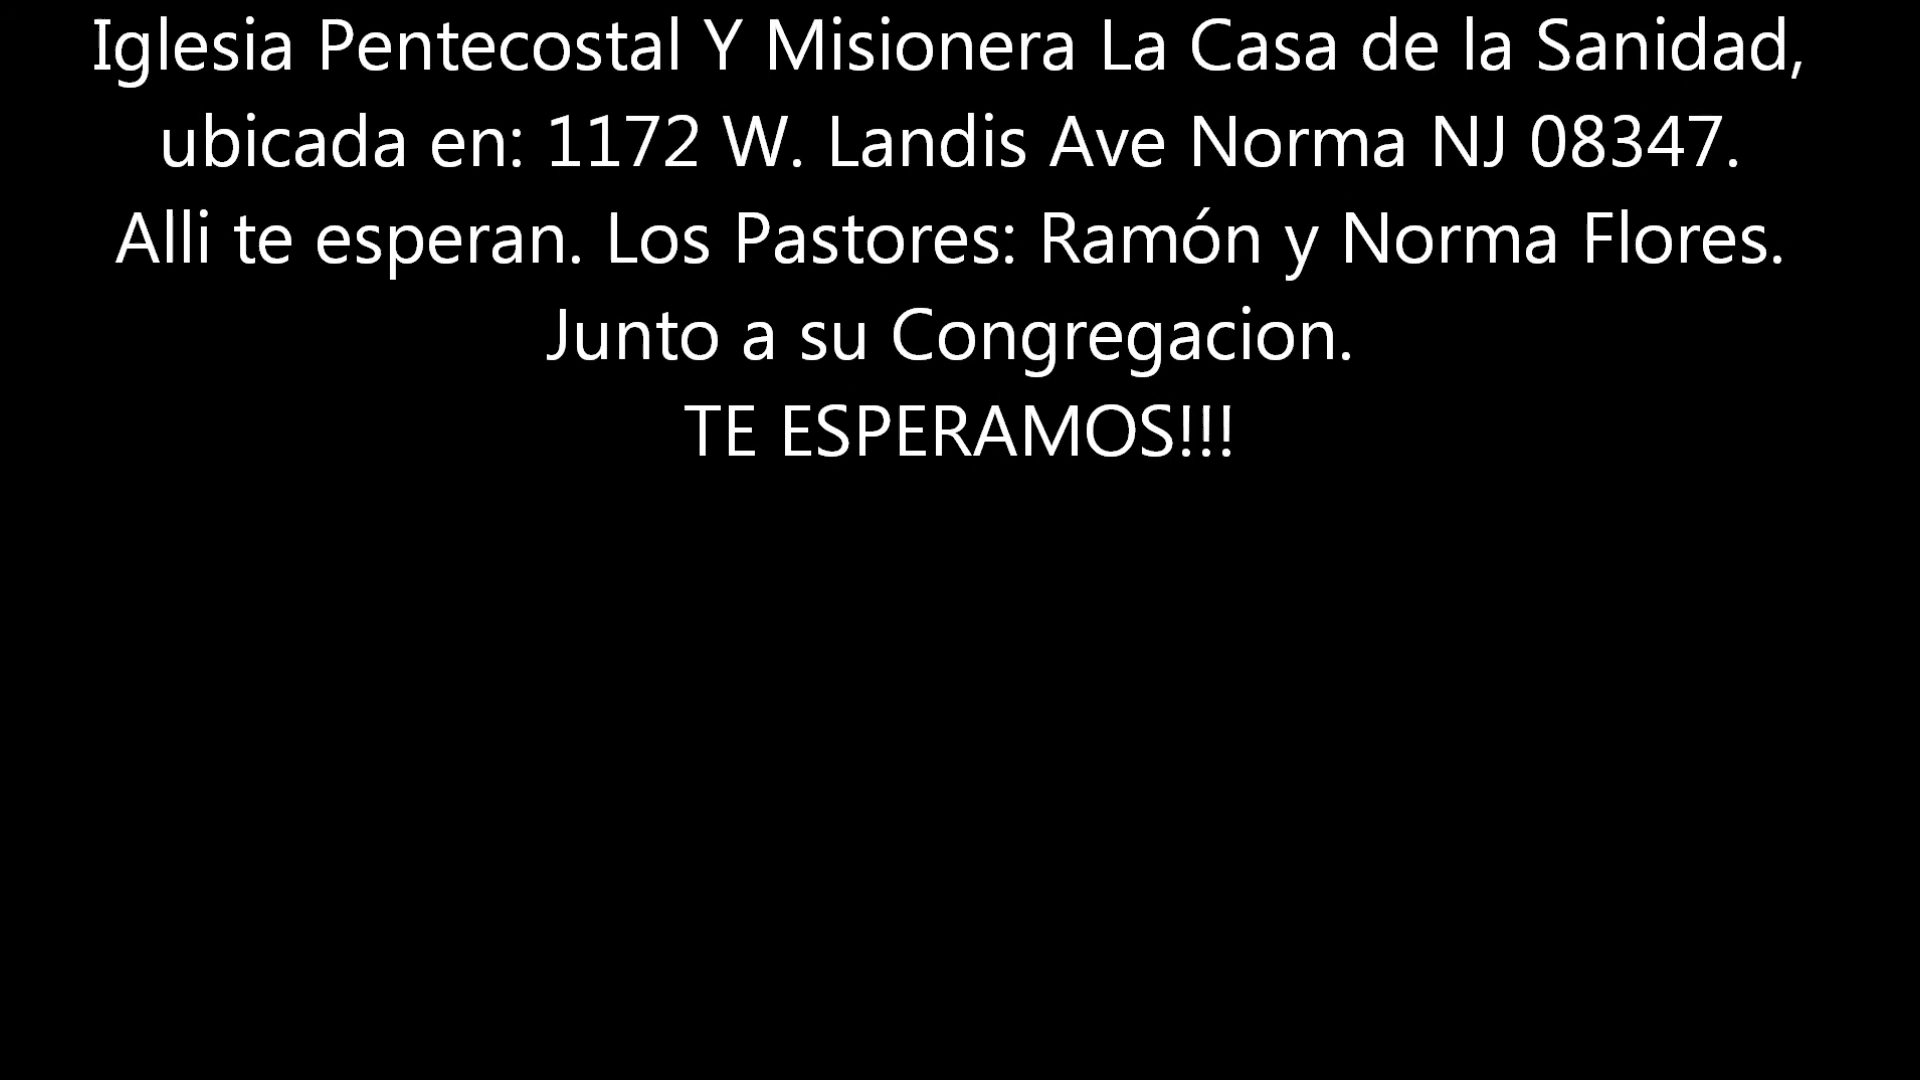 Iglesia Pentecostal Y Misionera La Casa de la Sanidad,
ubicada en: 1172 W. Landis Ave Norma NJ 08347.
Alli te esperan. Los Pastores: Ramón y Norma Flores.
Junto a su Congregacion.
TE ESPERAMOS!!!